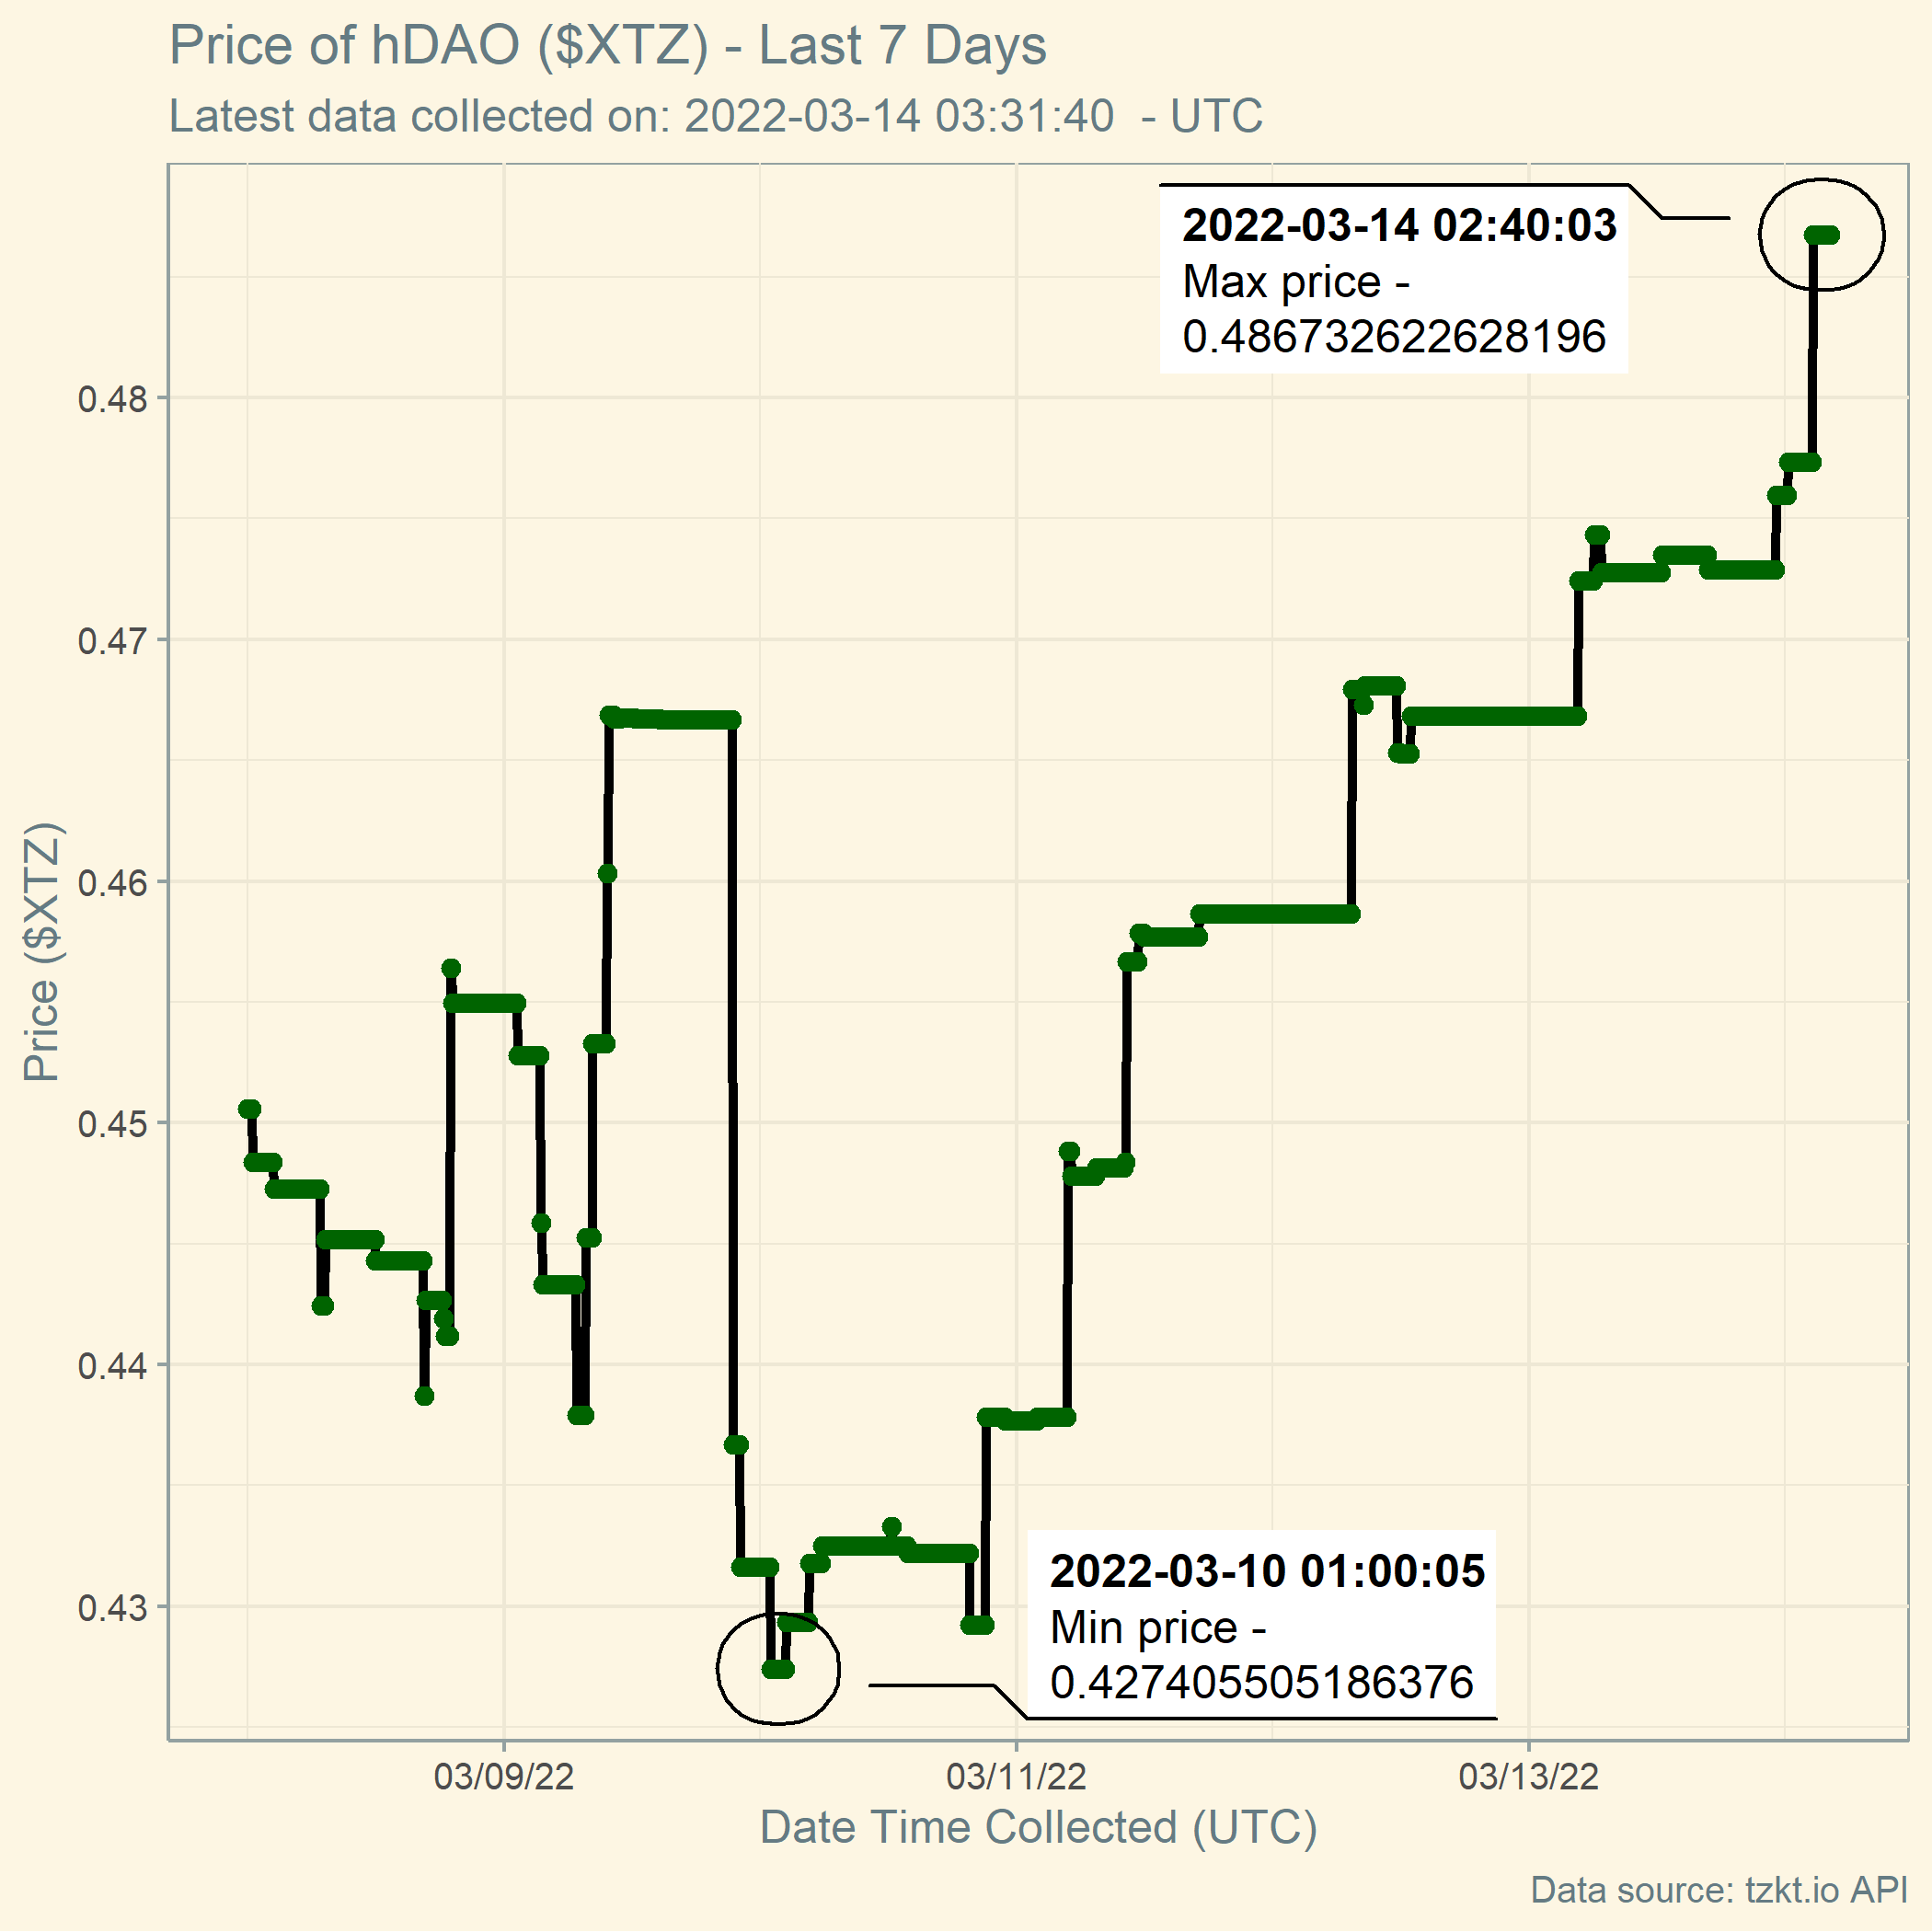 Price of hDAO ($XTZ) - Last 7 Days
Latest data collected on: 2022-03-14 03:31:40  - UTC
2022-03-14 02:40:03
Max price -
0.486732622628196
0.48
0.47
0.46
0.45
0.44
0.43
Price ($XTZ)
2022-03-10 01:00:05
Min price -
0.427405505186376
03/09/22
03/11/22
03/13/22
Date Time Collected (UTC)
Data source: tzkt.io API